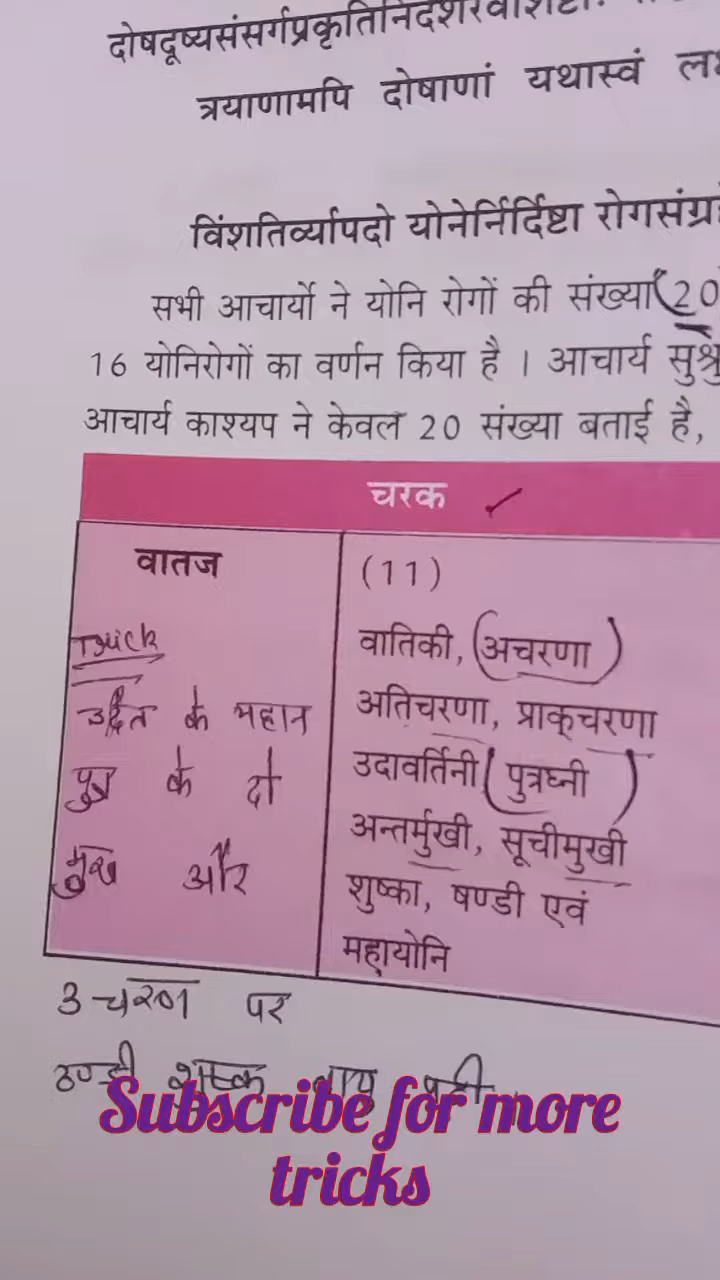 दोषदूष्यसंसर्गप्रकृति
त्रयाणामपि दोषाणां यथास्वं
विंशतिर्व्यापदो योनेर्निर्दिष्टा रोगसंग्र
सभी आचार्यो ने योनि रोगों की संख्या (20
16 योनिरोगों का वर्णन किया है । आचार्य सुश्रु
आचार्य काश्यप ने केवल 20 संख्या बताई है,
चरक ✓
वातज (11)
Trick वातिकी, (अचरणा)
के महान अतिचरणा, प्राक्चरणा
पुत्र के दो उदावर्तिनी (पुत्रघ्नी)
मुख और अन्तर्मुखी, सूचीमुखी
शुष्का, षण्डी एवं
महायोनि
3 चरण पर
ठण्डी शुष्क वायु
Subscribe for more
tricks